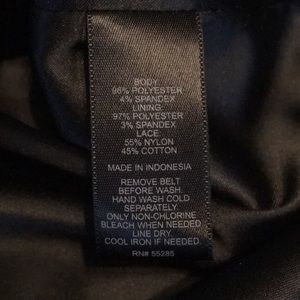 BODY
96% POLYESTER
4% SPANDEX
LINING:
97% POLYESTER
3% SPANDEX
LACE:
55% NYLON
45% COTTON
MADE IN INDONESIA
REMOVE BELT
BEFORE WASH.
HAND WASH COLD
SEPARATELY.
ONLY NON-CHLORINE
BLEACH WHEN NEEDED
LINE DRY.
COOL IRON IF NEEDED.
RN# 55285